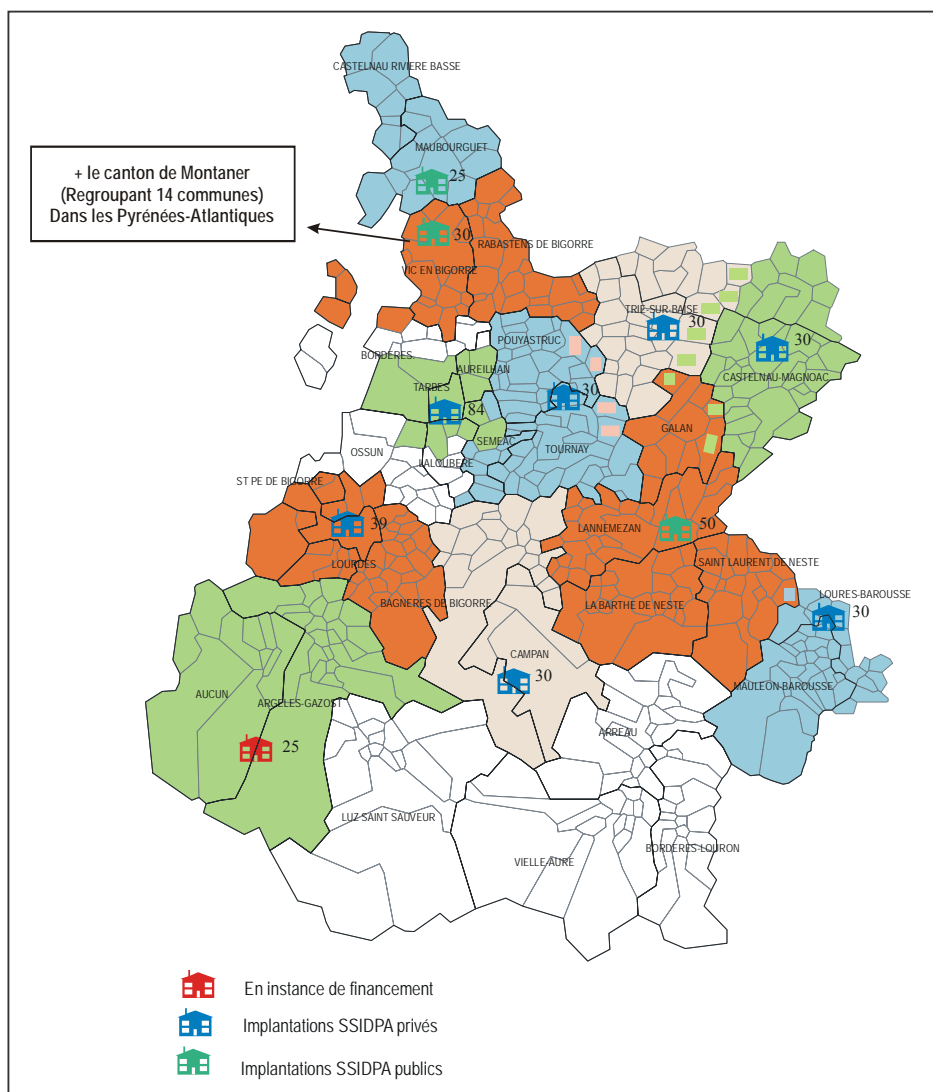 CASTELNAU RIVIERE BASSE
MAUBOURGUET
25
+ le canton de Montaner
(Regroupant 14 communes)
Dans les Pyrénées-Atlantiques
30
RABASTENS DE BIGORRE
VIC EN BIGORRE
TRIE-SUR-BAISE
30
POUYASTRUC
30
BORDERES
AUREILHAN
CASTELNAU-MAGNOAC
TARBES
30
84
GALAN
SEMEAC
TOURNAY
OSSUN
LALOUBERE
ST PE DE BIGORRE
39
LANNEMEZAN
50
LOURDES
SAINT LAURENT DE NESTE
LOURES-BAROUSSE
BAGNERES DE BIGORRE
LA BARTHE DE NESTE
30
CAMPAN
30
MAULEON-BAROUSSE
AUCUN
ARGELES-GAZOST
ARREAU
25
LUZ SAINT SAUVEUR
BORDERES-LOURON
VIELLE-AURE
En instance de financement
Implantations SSIDPA privés
Implantations SSIDPA publics